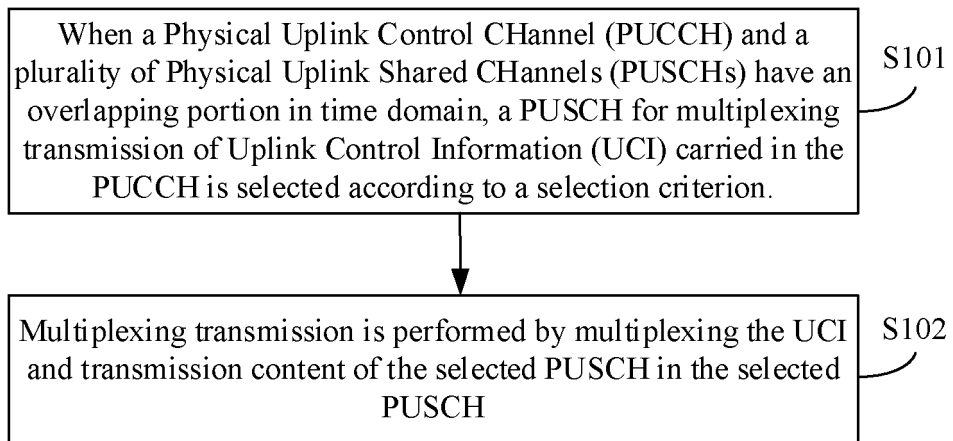 When a Physical Uplink Control CHannel (PUCCH) and a
plurality of Physical Uplink Shared CHannels (PUSCHs) have an
overlapping portion in time domain, a PUSCH for multiplexing
transmission of Uplink Control Information (UCI) carried in the
PUCCH is selected according to a selection criterion.
S101
Multiplexing transmission is performed by multiplexing the UCI
and transmission content of the selected PUSCH in the selected
PUSCH
S102